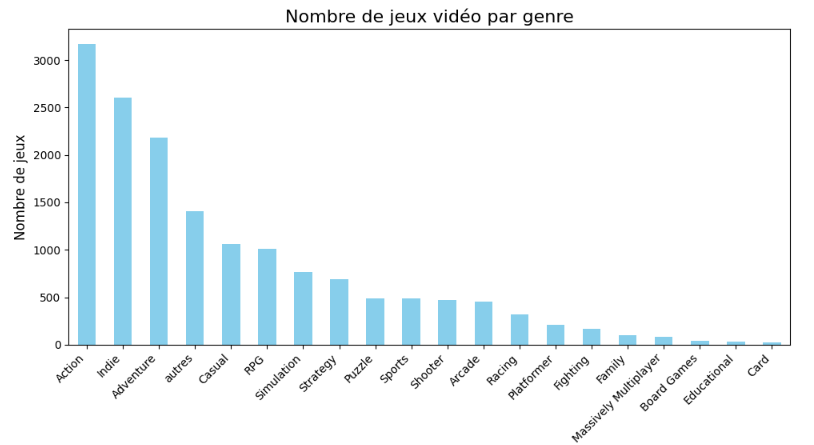 Nombre de jeux vidéo par genre
Nombre de jeux
3000
2500
2000
1500
1000
500
0
Action
Indie
Adventure
autres
Casual
RPG
Simulation
Strategy
Puzzle
Sports
Shooter
Arcade
Racing
Platformer
Fighting
Family
Massively Multiplayer
Board Games
Educational
Card